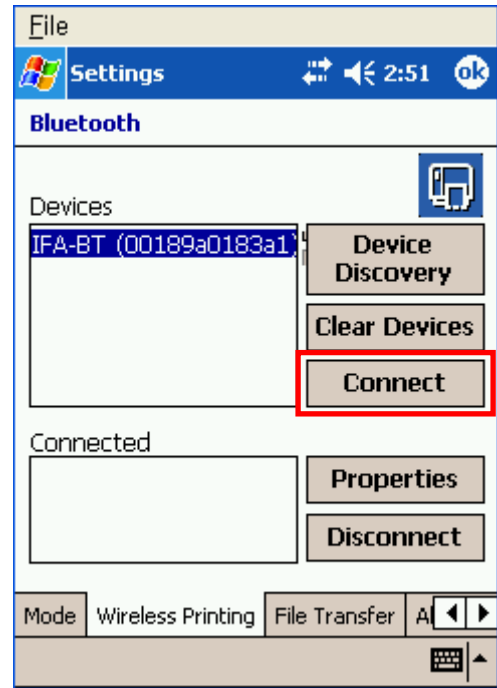 File
Settings 2:51 ok
Bluetooth
Devices
IFA-BT (00189a0183a1)
Device
Discovery
Clear Devices
Connect
Connected
Properties
Disconnect
Mode Wireless Printing File Transfer